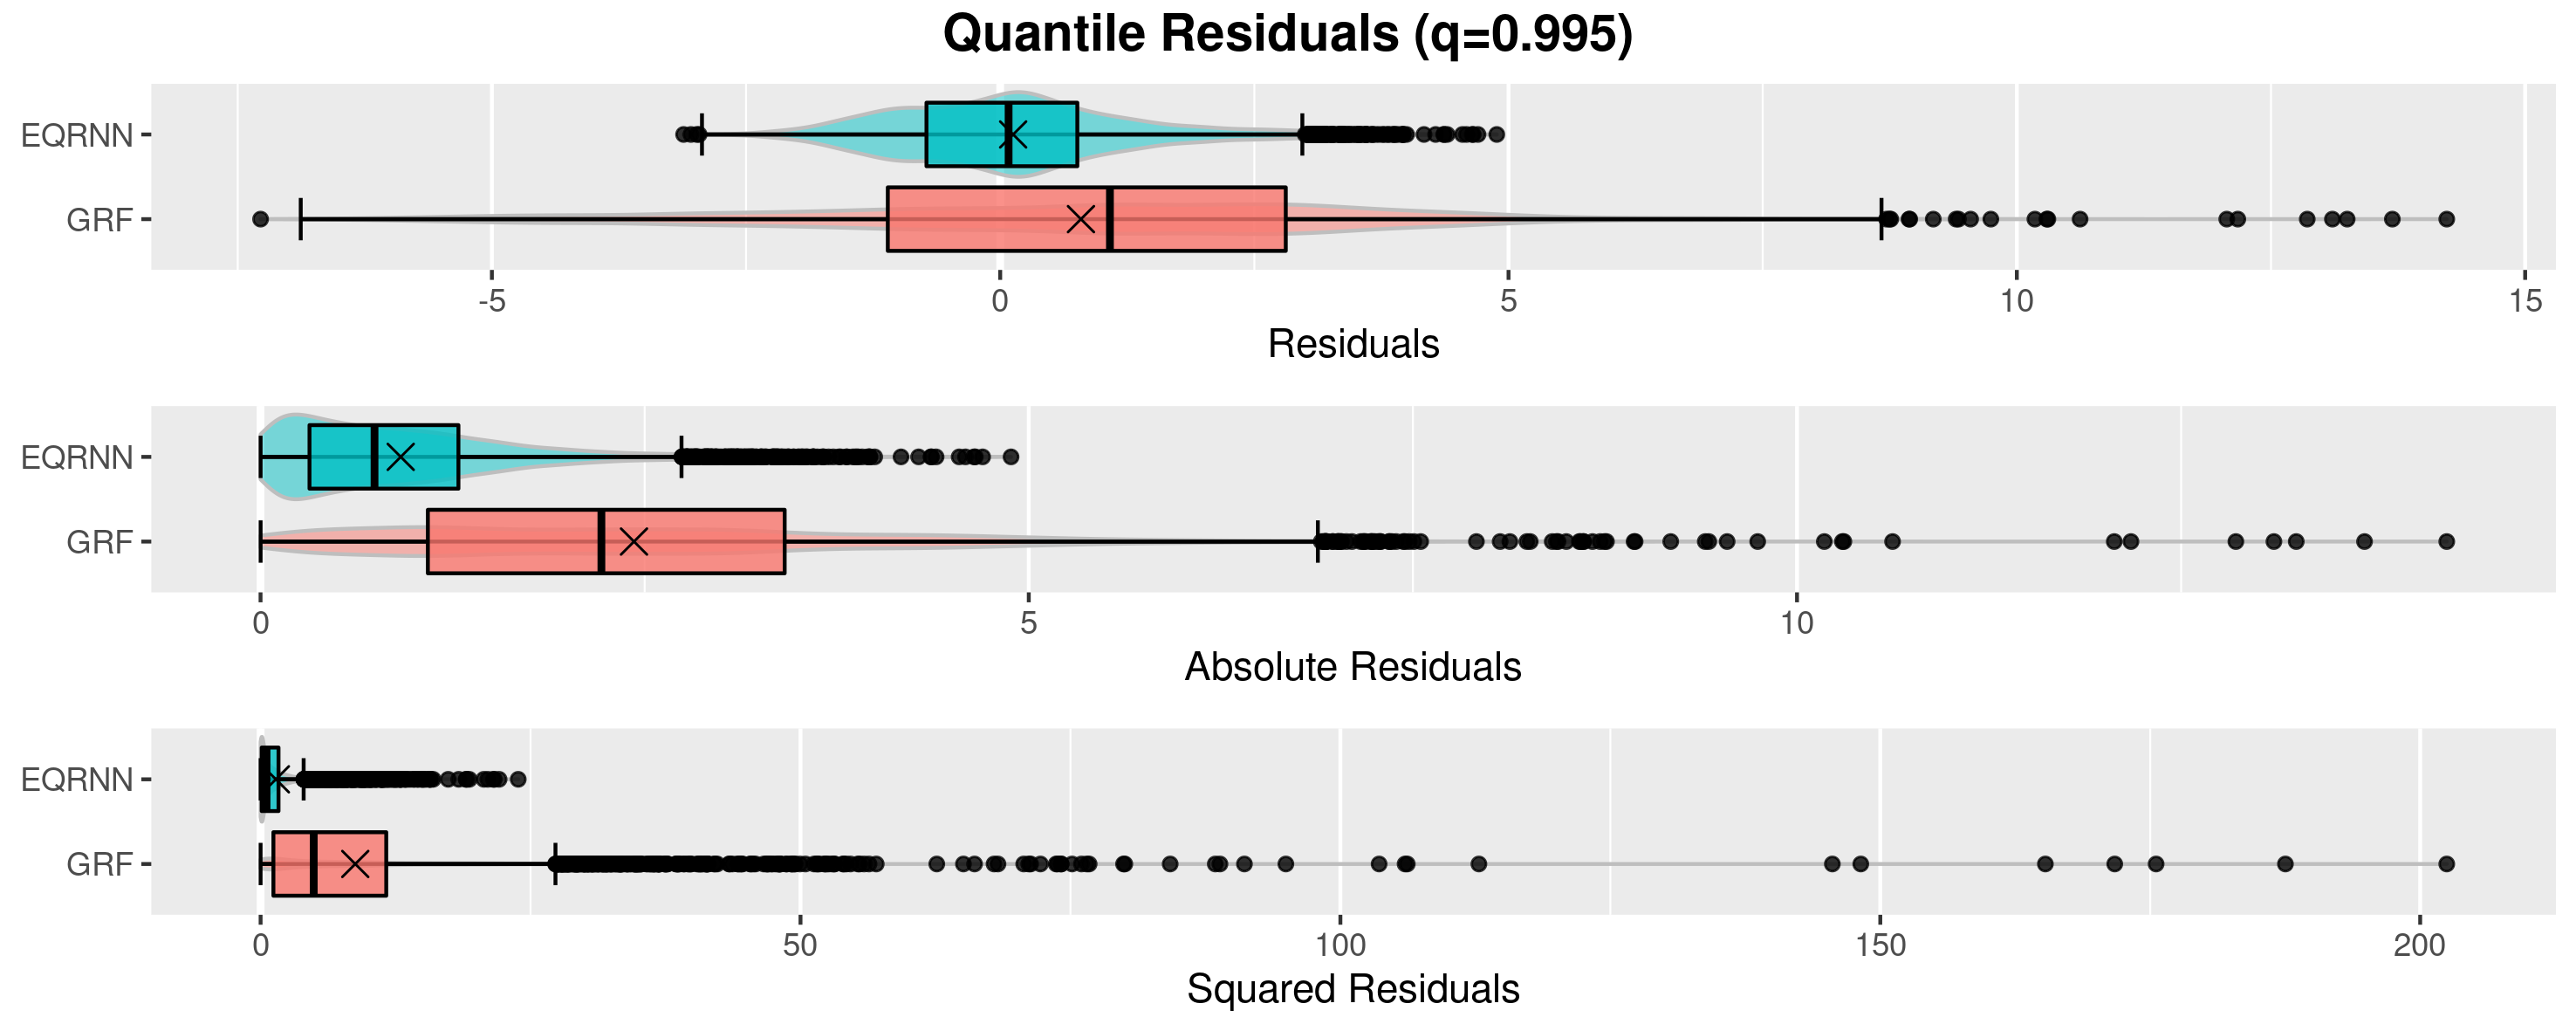 Quantile Residuals (q=0.995)
EQRNN
GRF
-5 0 5 10 15
Residuals
EQRNN
GRF
0 5 10
Absolute Residuals
EQRNN
GRF
0 50 100 150 200
Squared Residuals